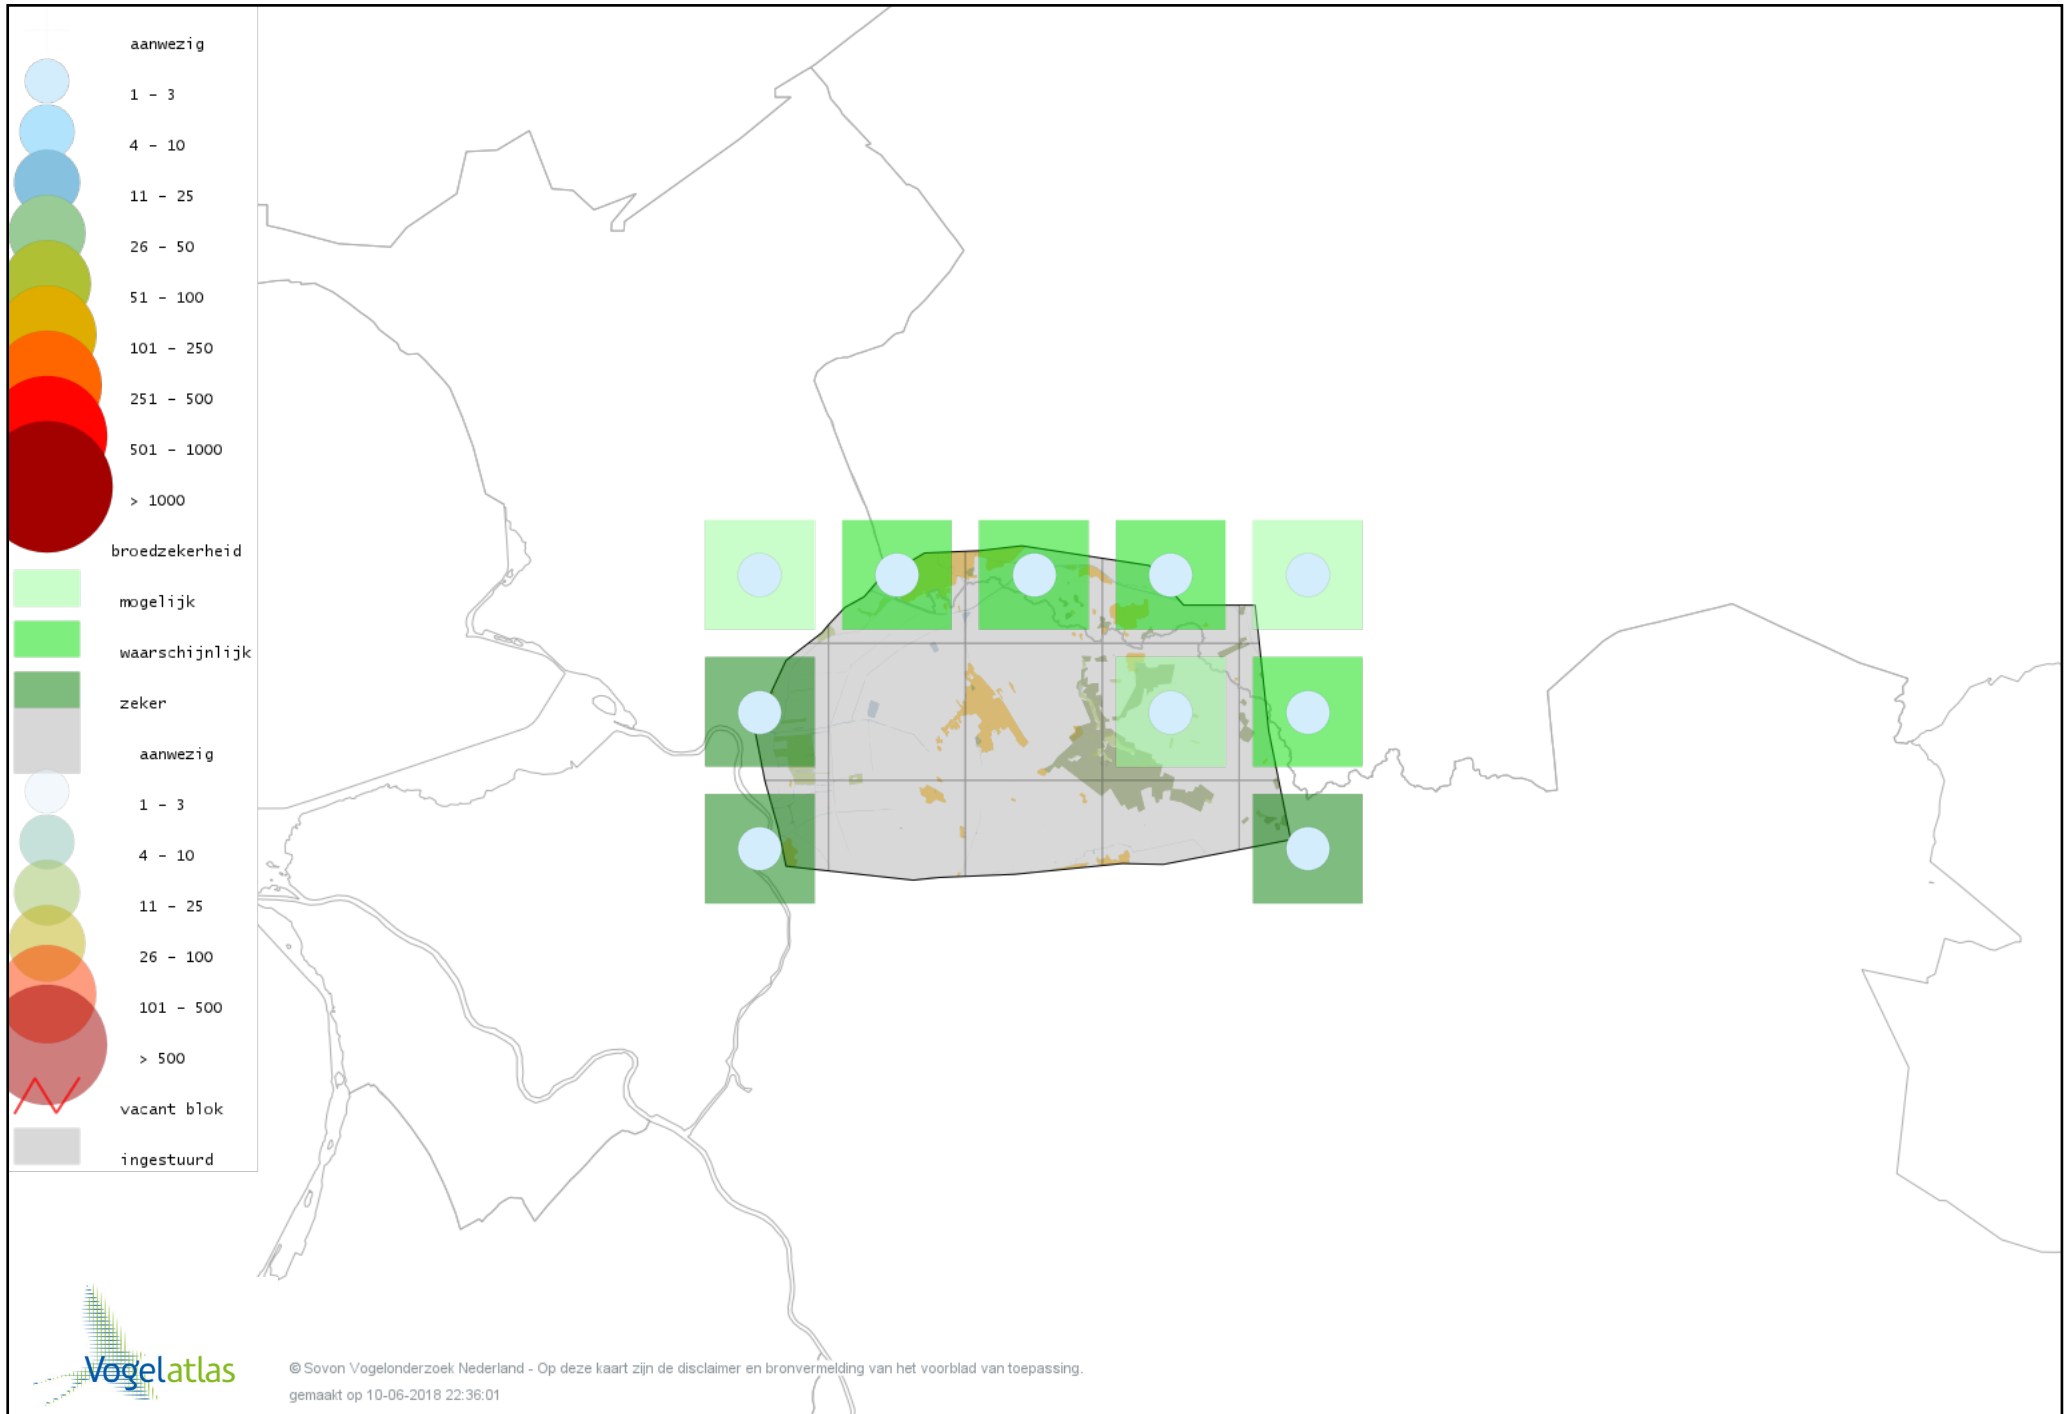 aanwezig
1 - 3
4 - 10
11 - 25
26 - 50
51 - 100
101 - 250
251 - 500
501 - 1000
> 1000
broedzekerheid
mogelijk
waarschijnlijk
zeker
aanwezig
1 - 3
4 - 10
11 - 25
26 - 100
101 - 500
> 500
vacant blok
ingestuurd
Vogelatlas
© Sovon Vogelonderzoek Nederland - Op deze kaart zijn de disclaimer en bronvermelding van het voorblad van toepassing.
gemaakt op 10-06-2018 22:36:01